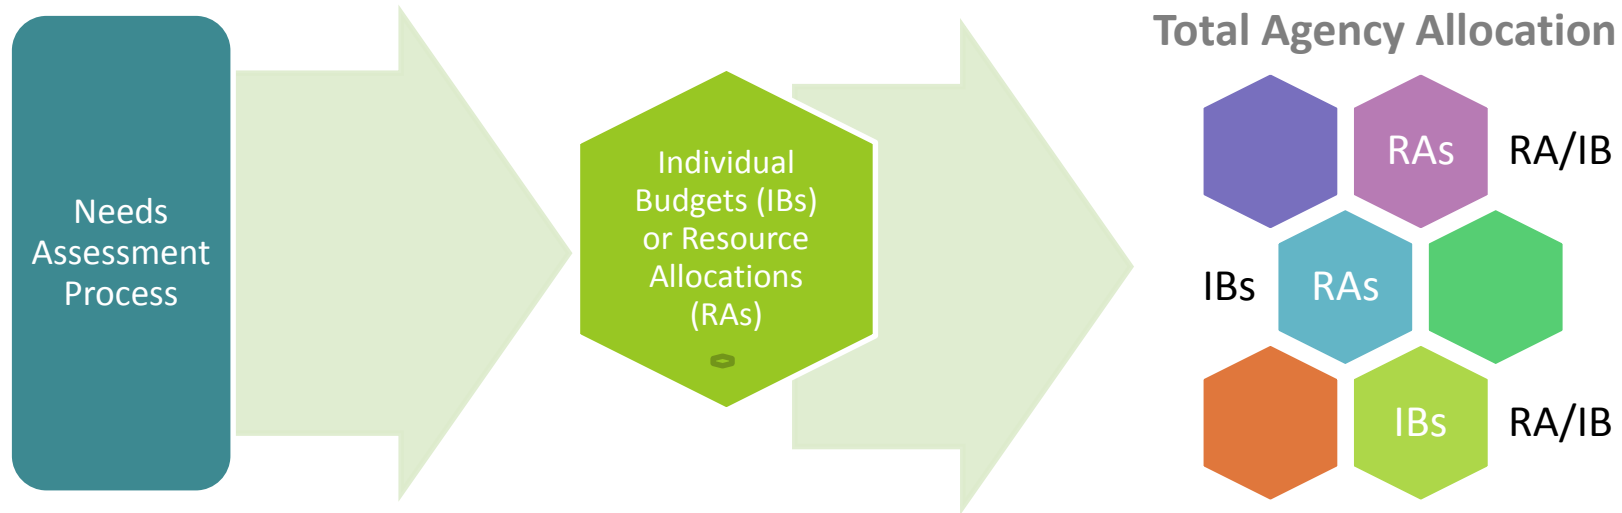 Needs
Assessment
Process
Individual
Budgets (IBs)
or Resource
Allocations
(RAs)
Total Agency Allocation
RAs
RA/IB
IBs
RAs
IBs
RA/IB